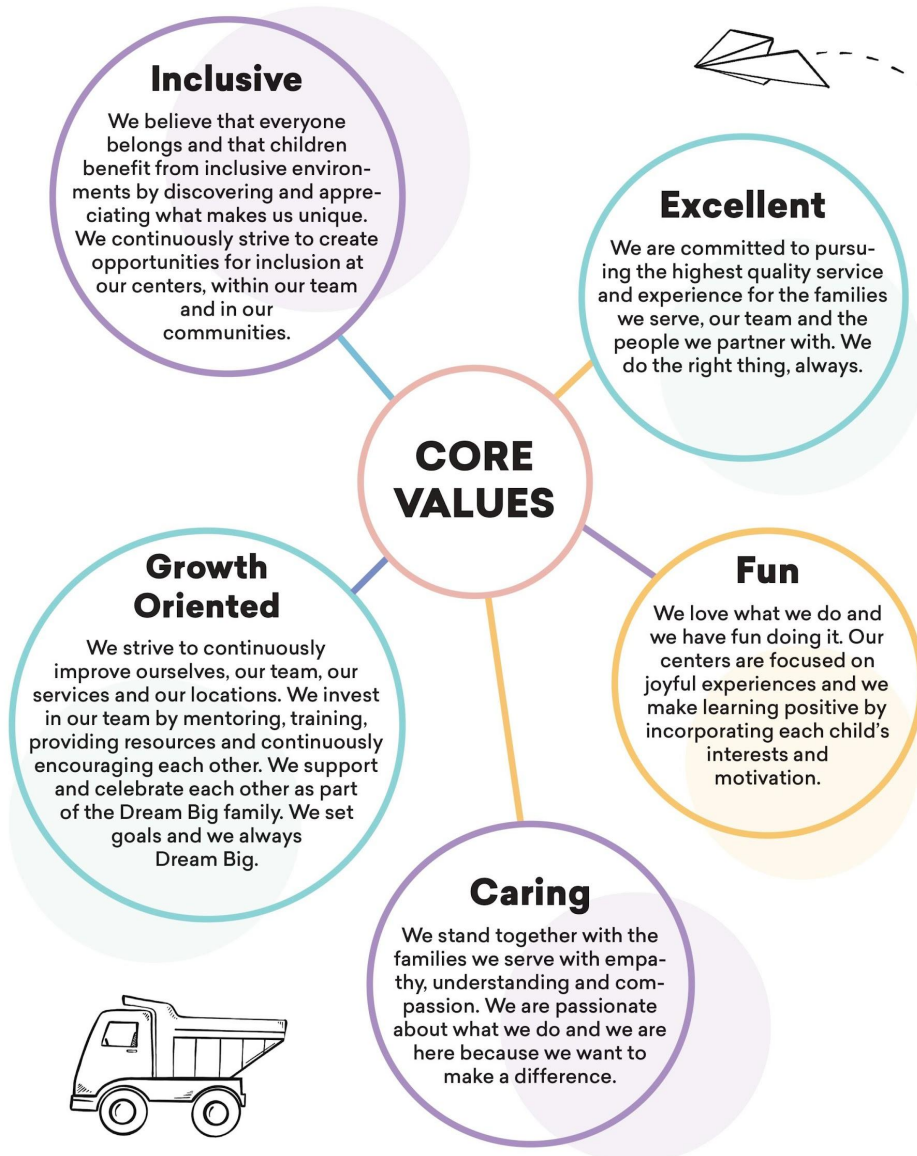 Inclusive
We believe that everyone
belongs and that children
benefit from inclusive environ-
ments by discovering and appre-
ciating what makes us unique.
We continuously strive to create
opportunities for inclusion at
our centers, within our team
and in our
communities.
Excellent
We are committed to pursu-
ing the highest quality service
and experience for the families
we serve, our team and the
people we partner with. We
do the right thing, always.
CORE
VALUES
Growth
Oriented
We strive to continuously
improve ourselves, our team, our
services and our locations. We invest
in our team by mentoring, training,
providing resources and continuously
encouraging each other. We support
and celebrate each other as part
of the Dream Big family. We set
goals and we always
Dream Big.
Fun
We love what we do and
we have fun doing it. Our
centers are focused on
joyful experiences and we
make learning positive by
incorporating each child’s
interests and
motivation.
Caring
We stand together with the
families we serve with empa-
thy, understanding and com-
passion. We are passionate
about what we do and we are
here because we want to
make a difference.